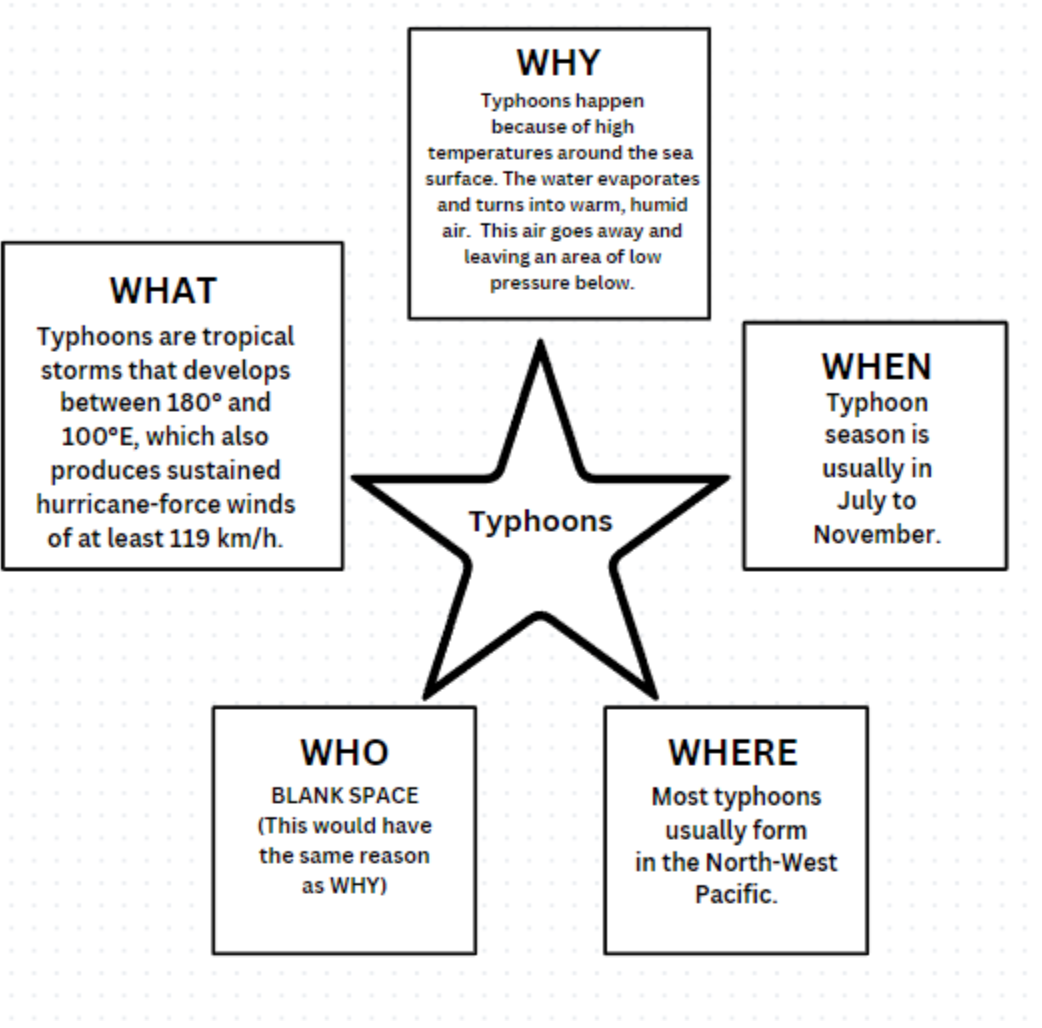 WHY
Typhoons happen
because of high
temperatures around the sea
surface. The water evaporates
and turns into warm, humid
air. This air goes away and
leaving an area of low
pressure below.
WHAT
Typhoons are tropical
storms that develops
between 180° and
100°E, which also
produces sustained
hurricane-force winds
of at least 119 km/h.
WHEN
Typhoon
season is
usually in
July to
November.
Typhoons
WHO
BLANK SPACE
(This would have
the same reason
as WHY)
WHERE
Most typhoons
usually form
in the North-West
Pacific.